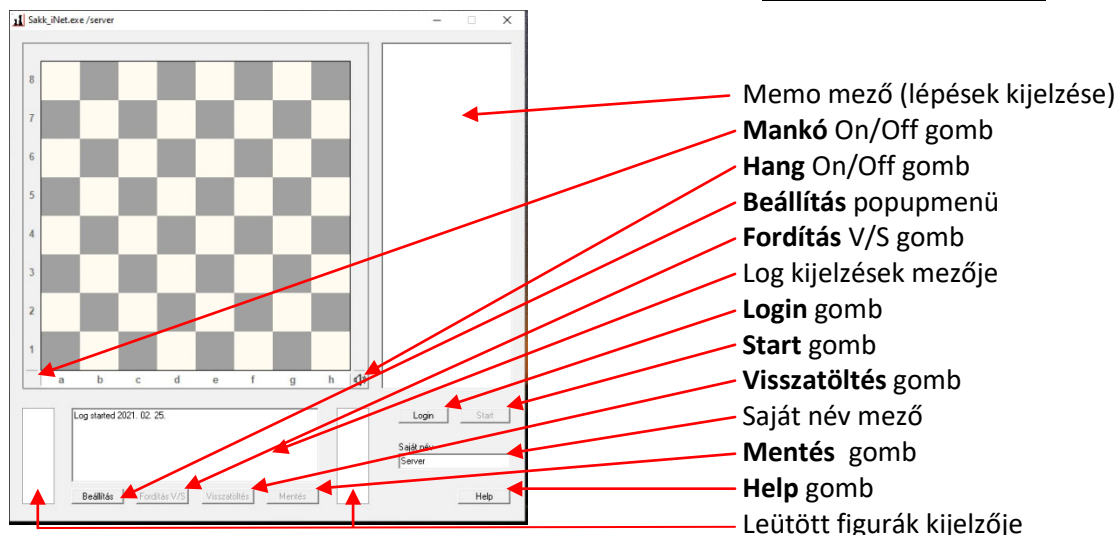 Sakk_iNet.exe /server
8
7
6
5
4
3
2
1
a b c d e f g h
Log started 2021. 02. 25.
Login Start
Saját név
Server
Beállítás Fordítás V/S Visszatöltés Mentés Help
Memo mező (lépések kijelzése)
Mankó On/Off gomb
Hang On/Off gomb
Beállítás popupmenü
Fordítás V/S gomb
Log kijelzések mezője
Login gomb
Start gomb
Visszatöltés gomb
Saját név mező
Mentés gomb
Help gomb
Leütött figurák kijelzője